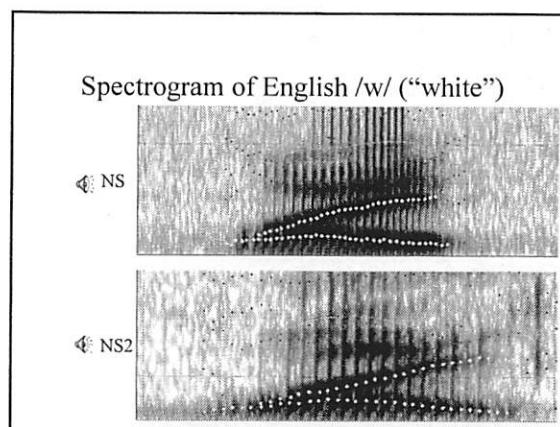 Spectrogram of English /w/ (“white”)
NS
NS2